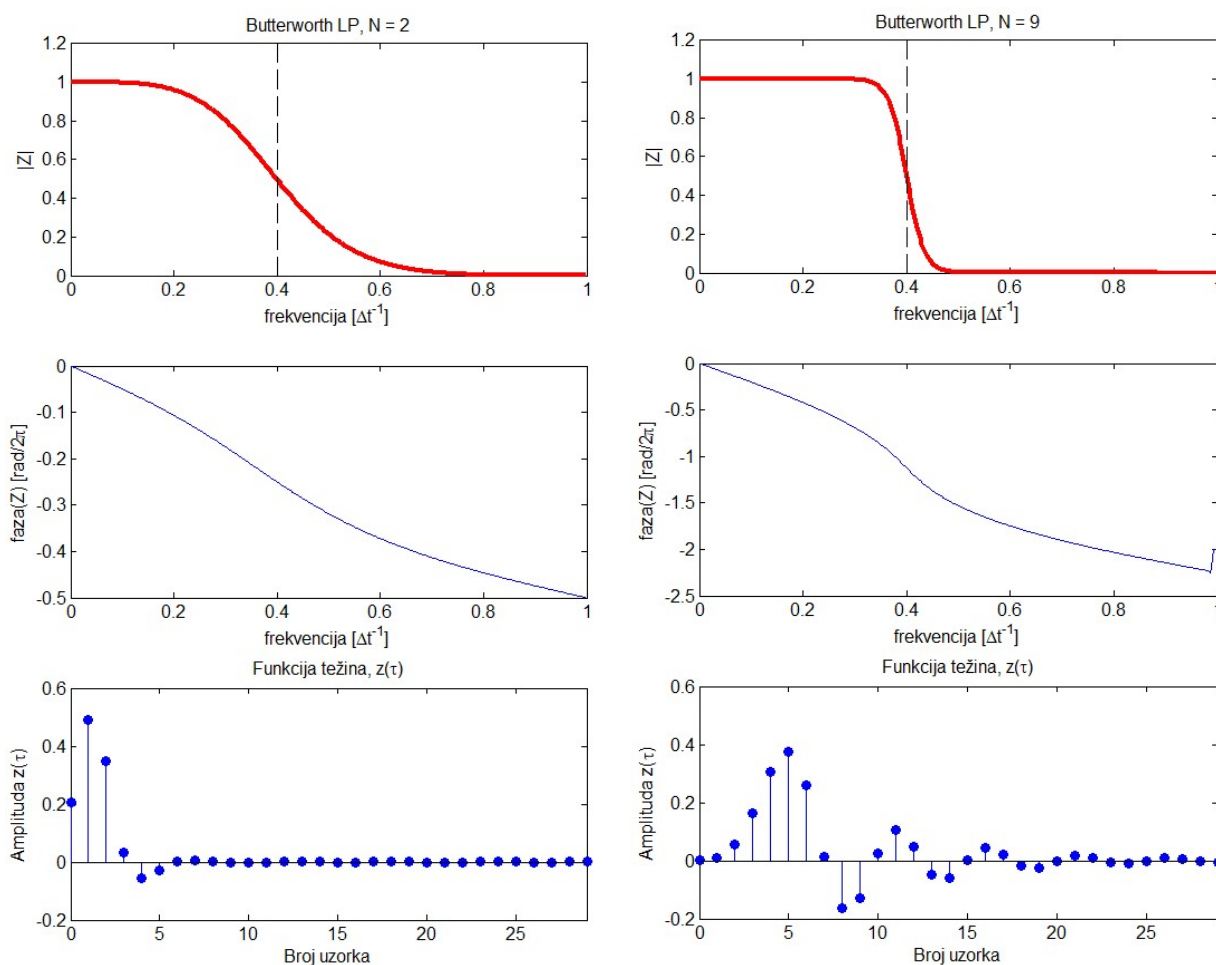 Butterworth LP, N = 2
1.2
1
0.8
0.6
0.4
0.2
0
|Z|
0 0.2 0.4 0.6 0.8 1
frekvencija [Δt⁻¹]
0
-0.1
-0.2
-0.3
-0.4
-0.5
faza(Z) [rad/2π]
0 0.2 0.4 0.6 0.8 1
frekvencija [Δt⁻¹]
Funkcija težina, z(τ)
0.6
0.4
0.2
0
-0.2
Amplituda z(τ)
0 5 10 15 20 25
Broj uzorka
Butterworth LP, N = 9
1.2
1
0.8
0.6
0.4
0.2
0
|Z|
0 0.2 0.4 0.6 0.8 1
frekvencija [Δt⁻¹]
0
-0.5
-1
-1.5
-2
-2.5
faza(Z) [rad/2π]
0 0.2 0.4 0.6 0.8 1
frekvencija [Δt⁻¹]
Funkcija težina, z(τ)
0.6
0.4
0.2
0
-0.2
Amplituda z(τ)
0 5 10 15 20 25
Broj uzorka